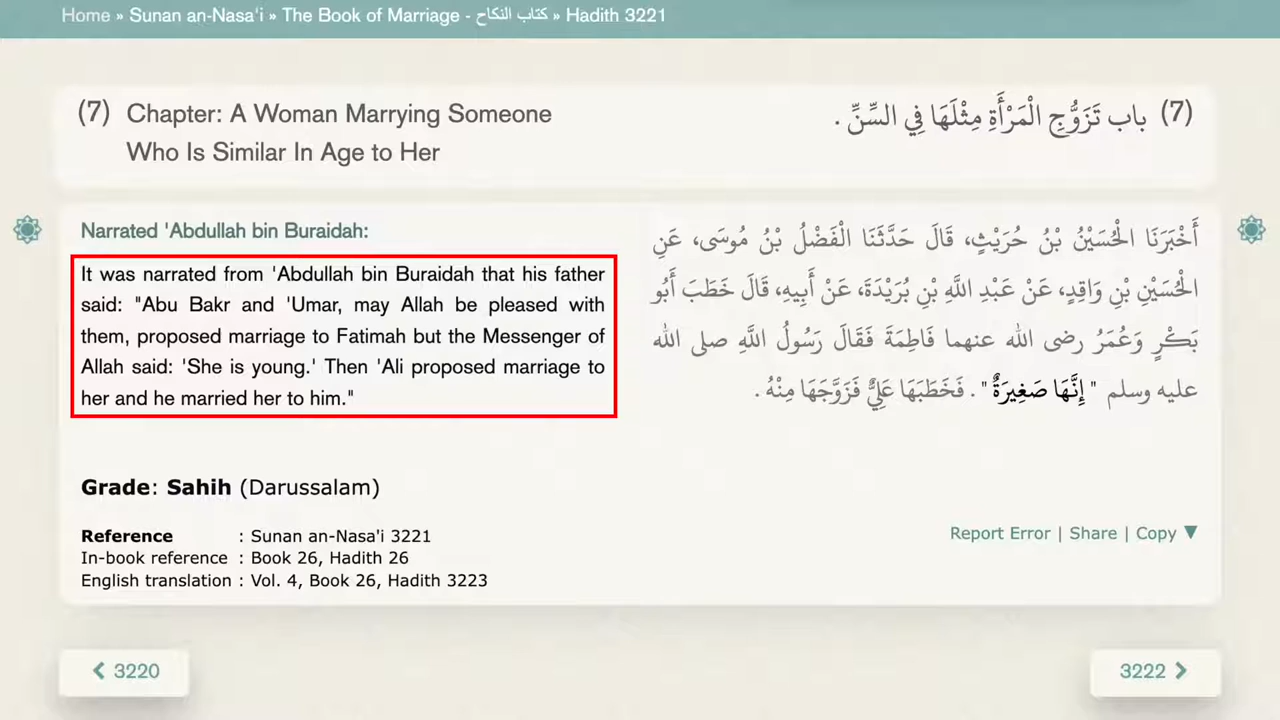 Home » Sunan an-Nasa'i » The Book of Marriage - كتاب النكاح » Hadith 3221
(7) Chapter: A Woman Marrying Someone
Who Is Similar In Age to Her
(7) باب تَزَوُّجِ الْمَرْأَةِ مِثْلَهَا فِي السِّنِّ .
Narrated 'Abdullah bin Buraidah:
It was narrated from 'Abdullah bin Buraidah that his father
said: "Abu Bakr and 'Umar, may Allah be pleased with
them, proposed marriage to Fatimah but the Messenger of
Allah said: 'She is young.' Then 'Ali proposed marriage to
her and he married her to him."
أَخْبَرَنَا الْحُسَيْنُ بْنُ حُرَيْثٍ، قَالَ حَدَّثَنَا الْفَضْلُ بْنُ مُوسَى، عَنِ
الْحُسَيْنِ بْنِ وَاقِدٍ، عَنْ عَبْدِ اللَّهِ بْنِ بُرَيْدَةَ، عَنْ أَبِيهِ، قَالَ خَطَبَ أَبُو
بَكْرٍ وَعُمَرُ رضى الله عنهما فَاطِمَةَ فَقَالَ رَسُولُ اللَّهِ صلى الله
عليه وسلم " إِنَّهَا صَغِيرَةٌ " . فَخَطَبَهَا عَلِيٌّ فَزَوَّجَهَا مِنْهُ .
Grade: Sahih (Darussalam)
Reference : Sunan an-Nasa'i 3221
In-book reference : Book 26, Hadith 26
English translation : Vol. 4, Book 26, Hadith 3223
Report Error | Share | Copy ▼
3220
3222